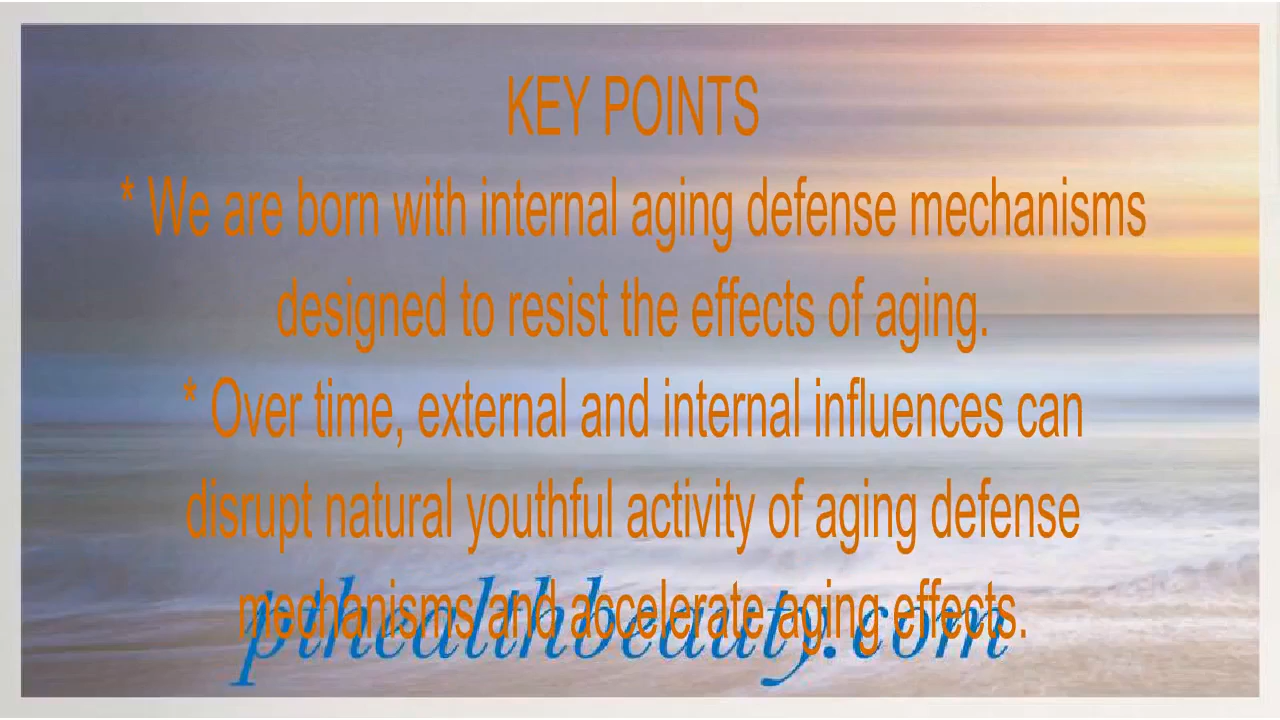 KEY POINTS
* We are born with internal aging defense mechanisms
designed to resist the effects of aging.
* Over time, external and internal influences can
disrupt natural youthful activity of aging defense
mechanisms and accelerate aging effects.
pthealthbeauty.com